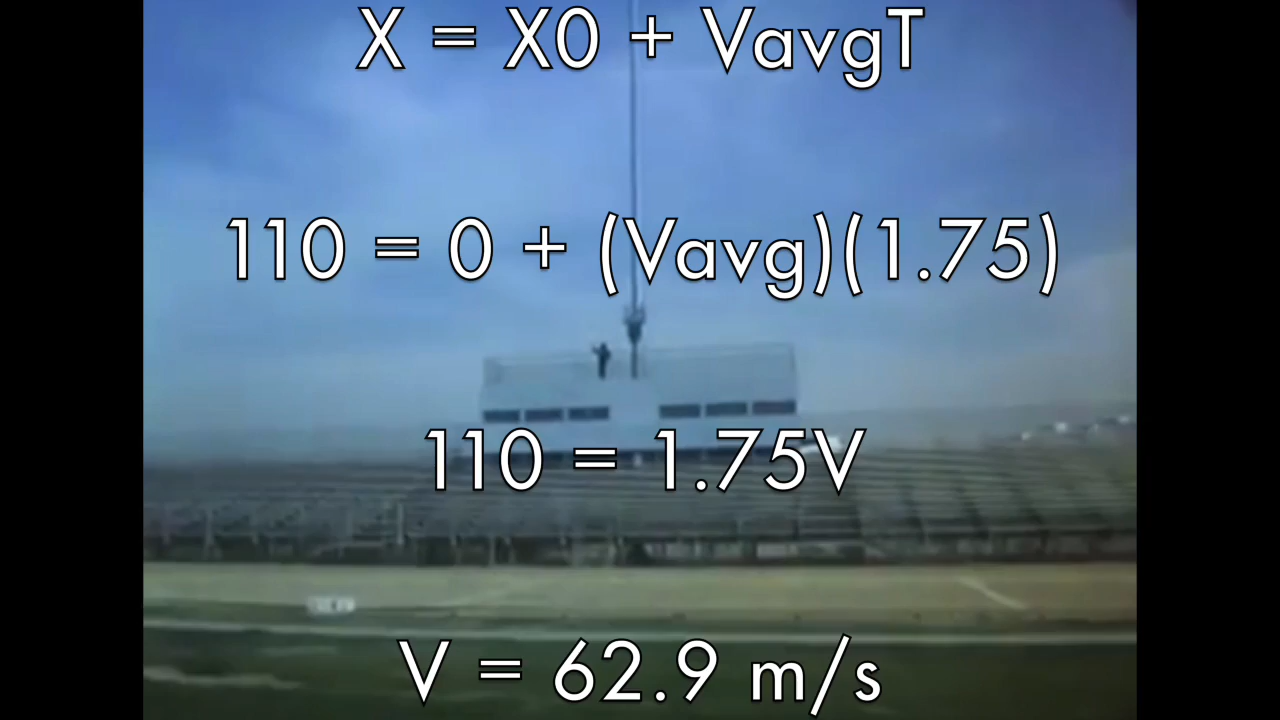 X = X0 + VavgT
110 = 0 + (Vavg)(1.75)
110 = 1.75V
V = 62.9 m/s